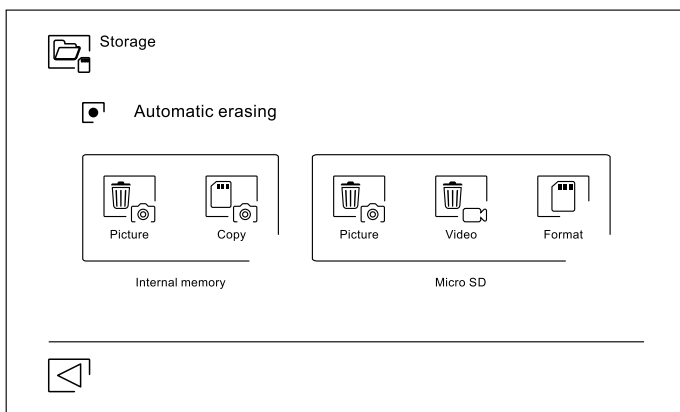 Storage
Automatic erasing
Picture Copy Picture Video Format
Internal memory Micro SD